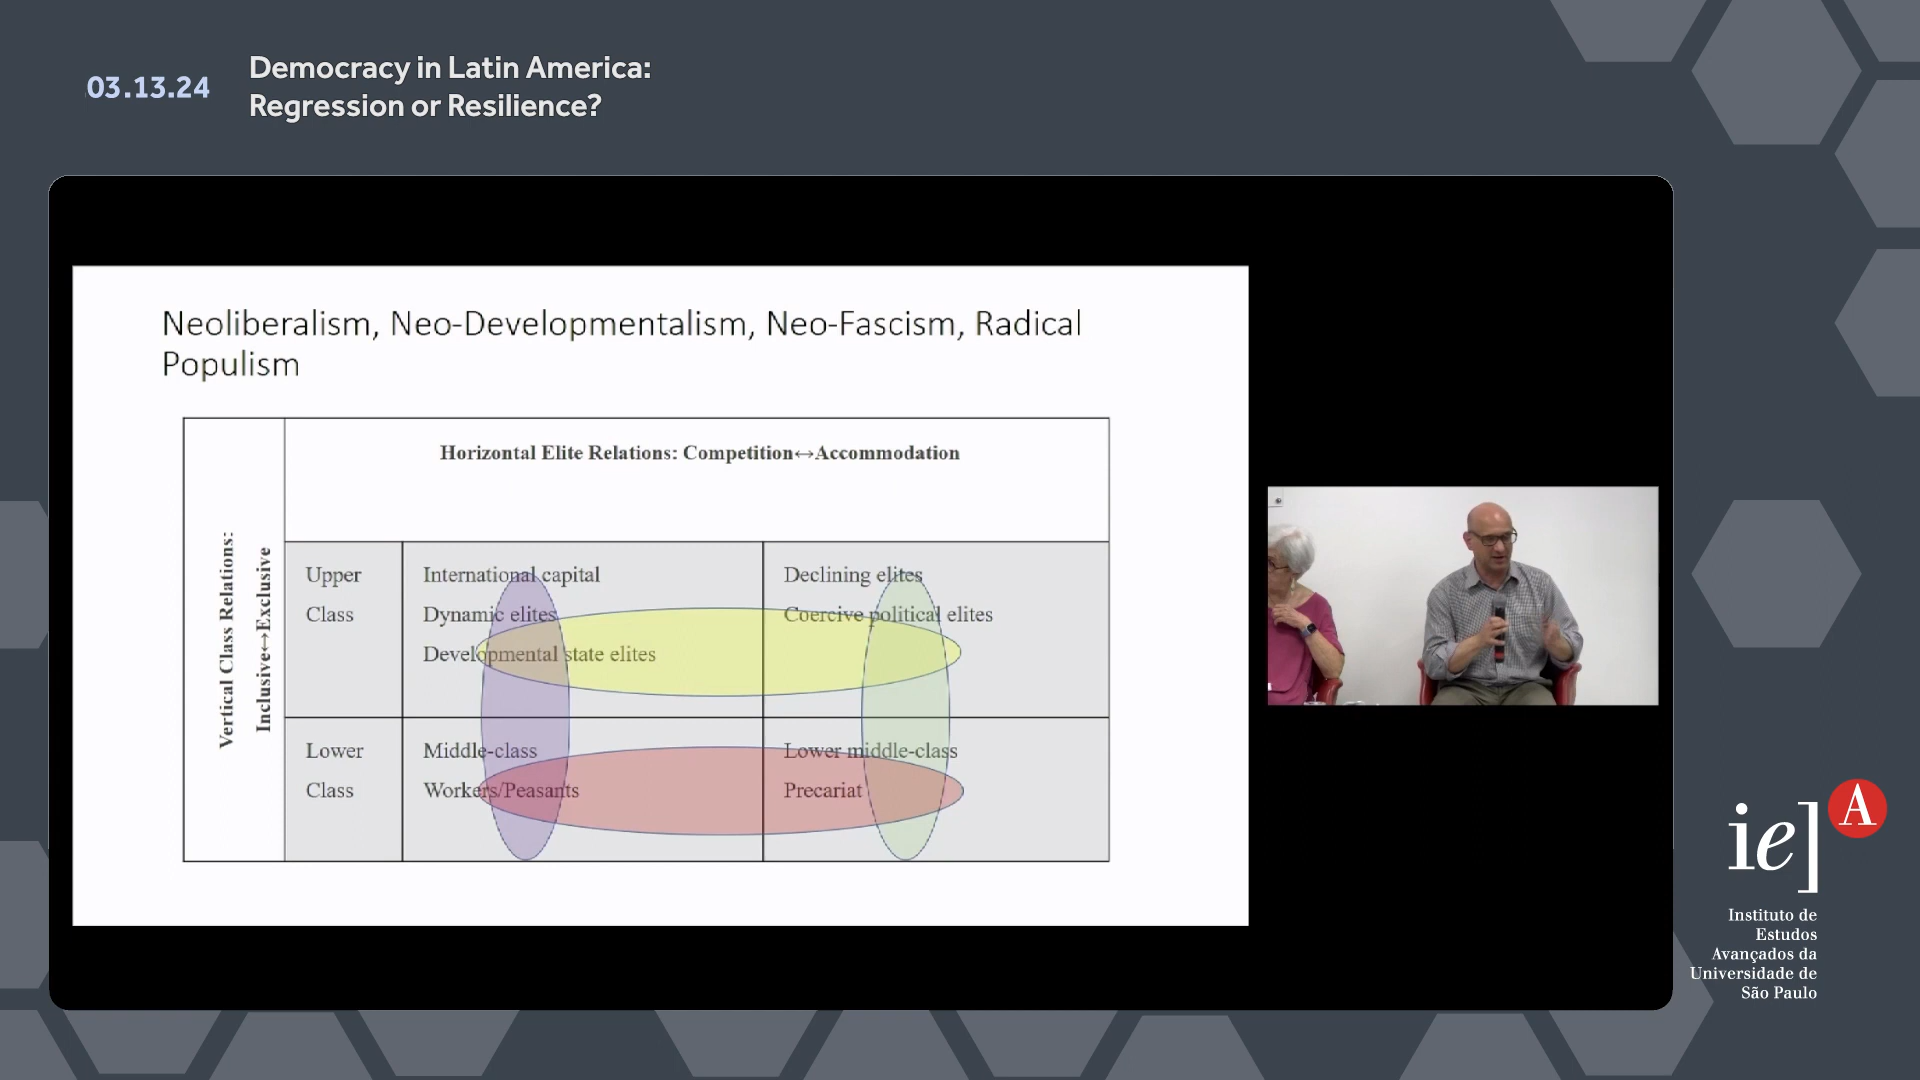 03.13.24
Democracy in Latin America:
Regression or Resilience?
Neoliberalism, Neo-Developmentalism, Neo-Fascism, Radical
Populism
Horizontal Elite Relations: Competition↔Accommodation
Vertical Class Relations:
Inclusive↔Exclusive
Upper
Class
International capital
Dynamic elites
Developmental state elites
Declining elites
Coercive political elites
Lower
Class
Middle-class
Workers/Peasants
Lower middle-class
Precariat
ie]A
Instituto de
Estudos
Avançados da
Universidade de
São Paulo